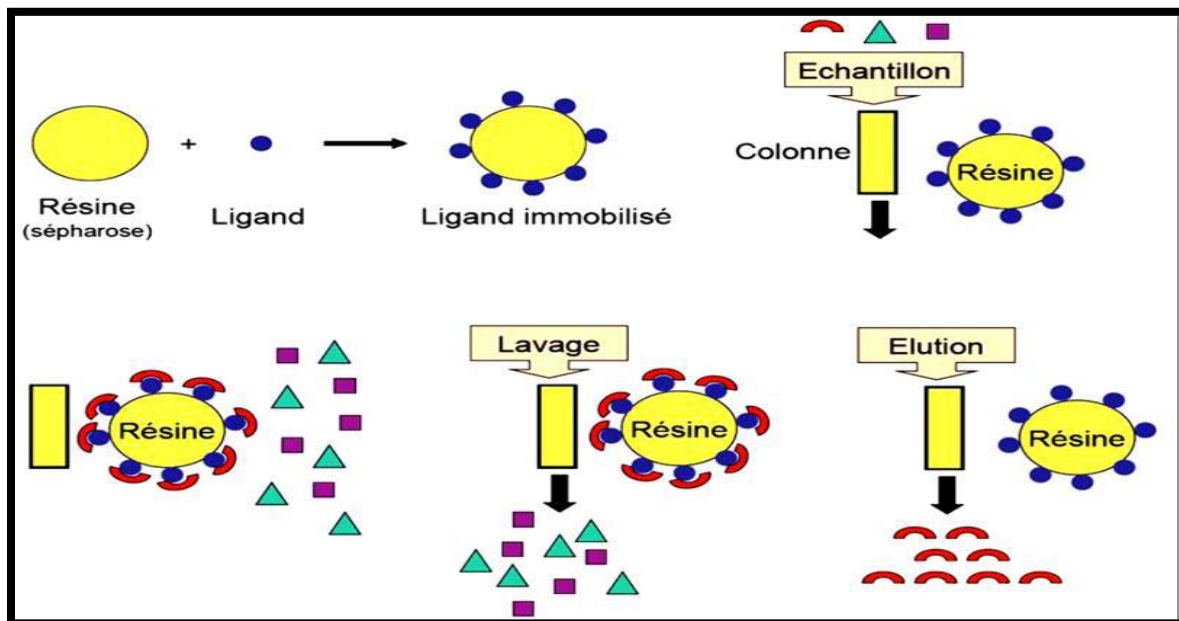 Echantillon
+
Colonne
Résine
Résine
(sépharose)
Ligand
Ligand immobilisé
Lavage
Elution
Résine
Résine
Résine